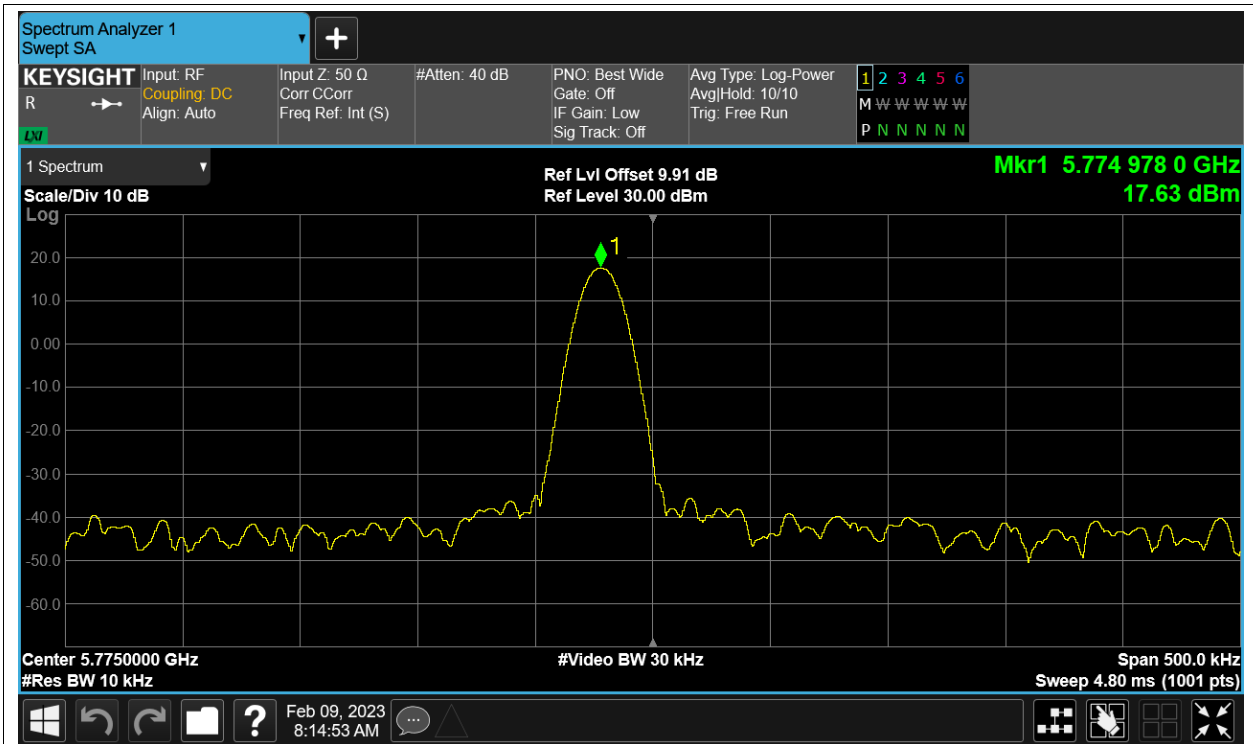 Spectrum Analyzer 1
Swept SA
+
KEYSIGHT Input: RF Input Z: 50 Ω #Atten: 40 dB PNO: Best Wide Avg Type: Log-Power 1 2 3 4 5 6
R Coupling: DC Corr CCorr Gate: Off Avg|Hold: 10/10 M W W W W W W
Align: Auto Freq Ref: Int (S) IF Gain: Low Trig: Free Run
LXI Sig Track: Off P N N N N N
1 Spectrum Ref Lvl Offset 9.91 dB Mkr1 5.774 978 0 GHz
Scale/Div 10 dB Ref Level 30.00 dBm 17.63 dBm
Log
1
20.0
10.0
0.00
-10.0
-20.0
-30.0
-40.0
-50.0
-60.0
Center 5.7750000 GHz #Video BW 30 kHz Span 500.0 kHz
#Res BW 10 kHz Sweep 4.80 ms (1001 pts)
? Feb 09, 2023
8:14:53 AM